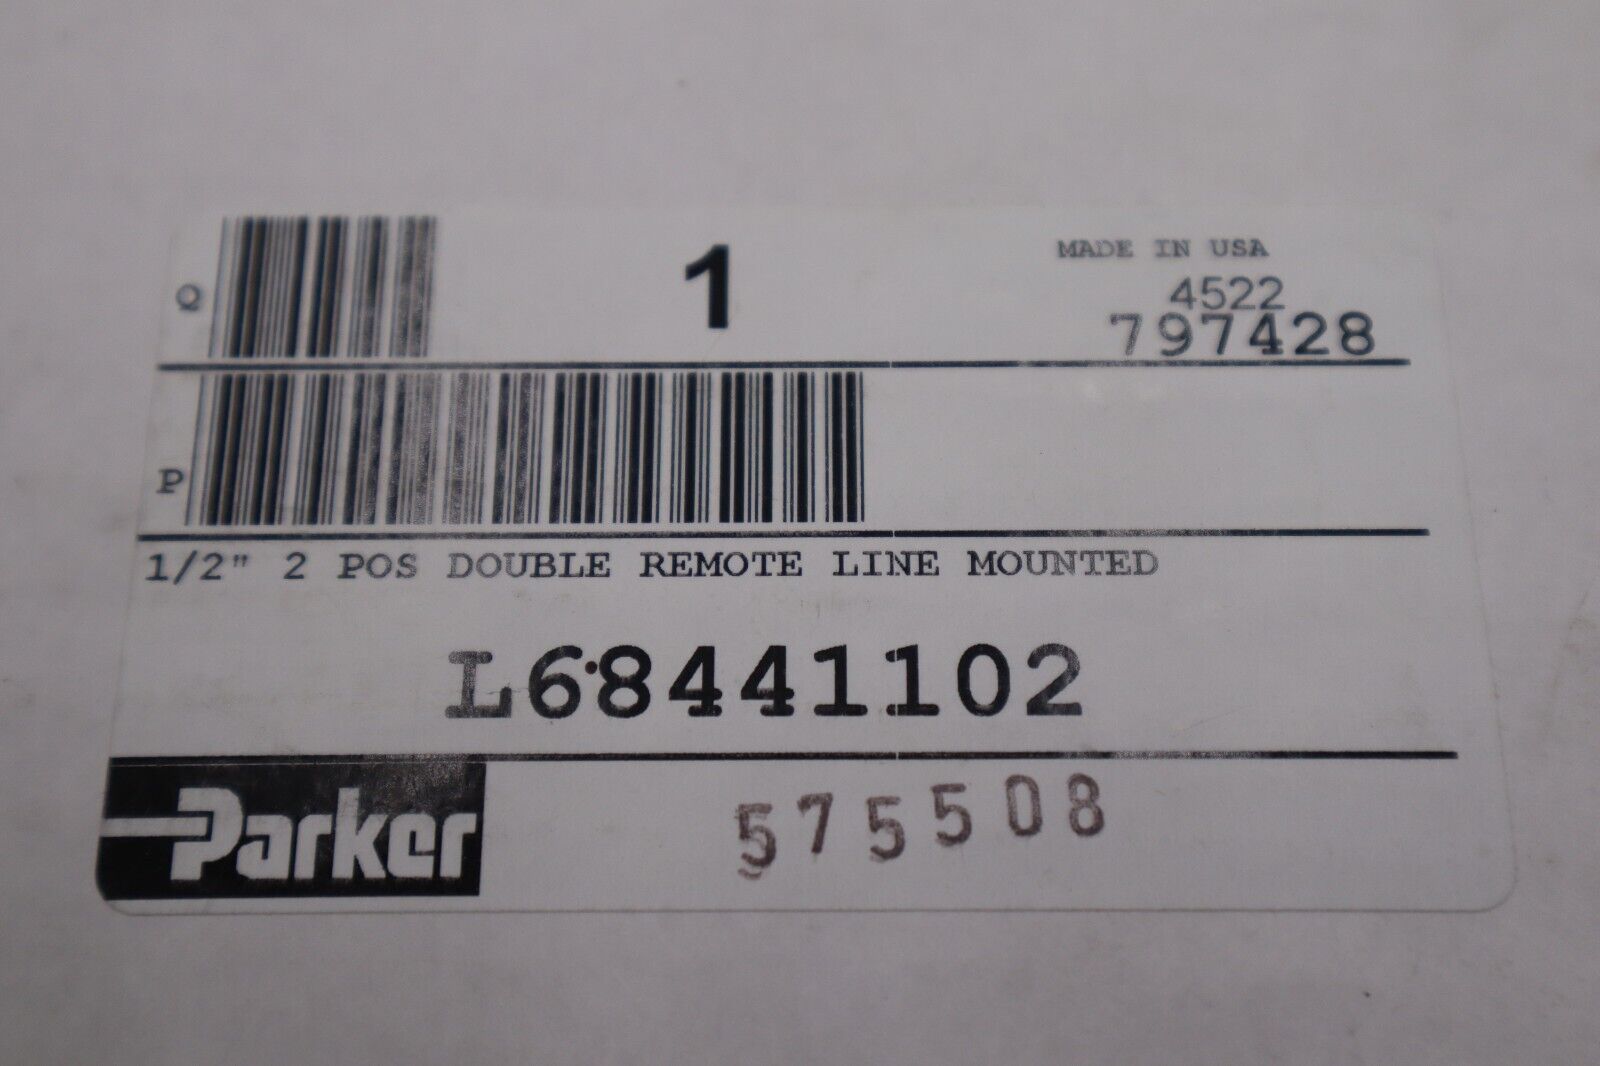 Q 1 MADE IN USA
4522
797428
P
1/2" 2 POS DOUBLE REMOTE LINE MOUNTED
L68441102
Parker 575508